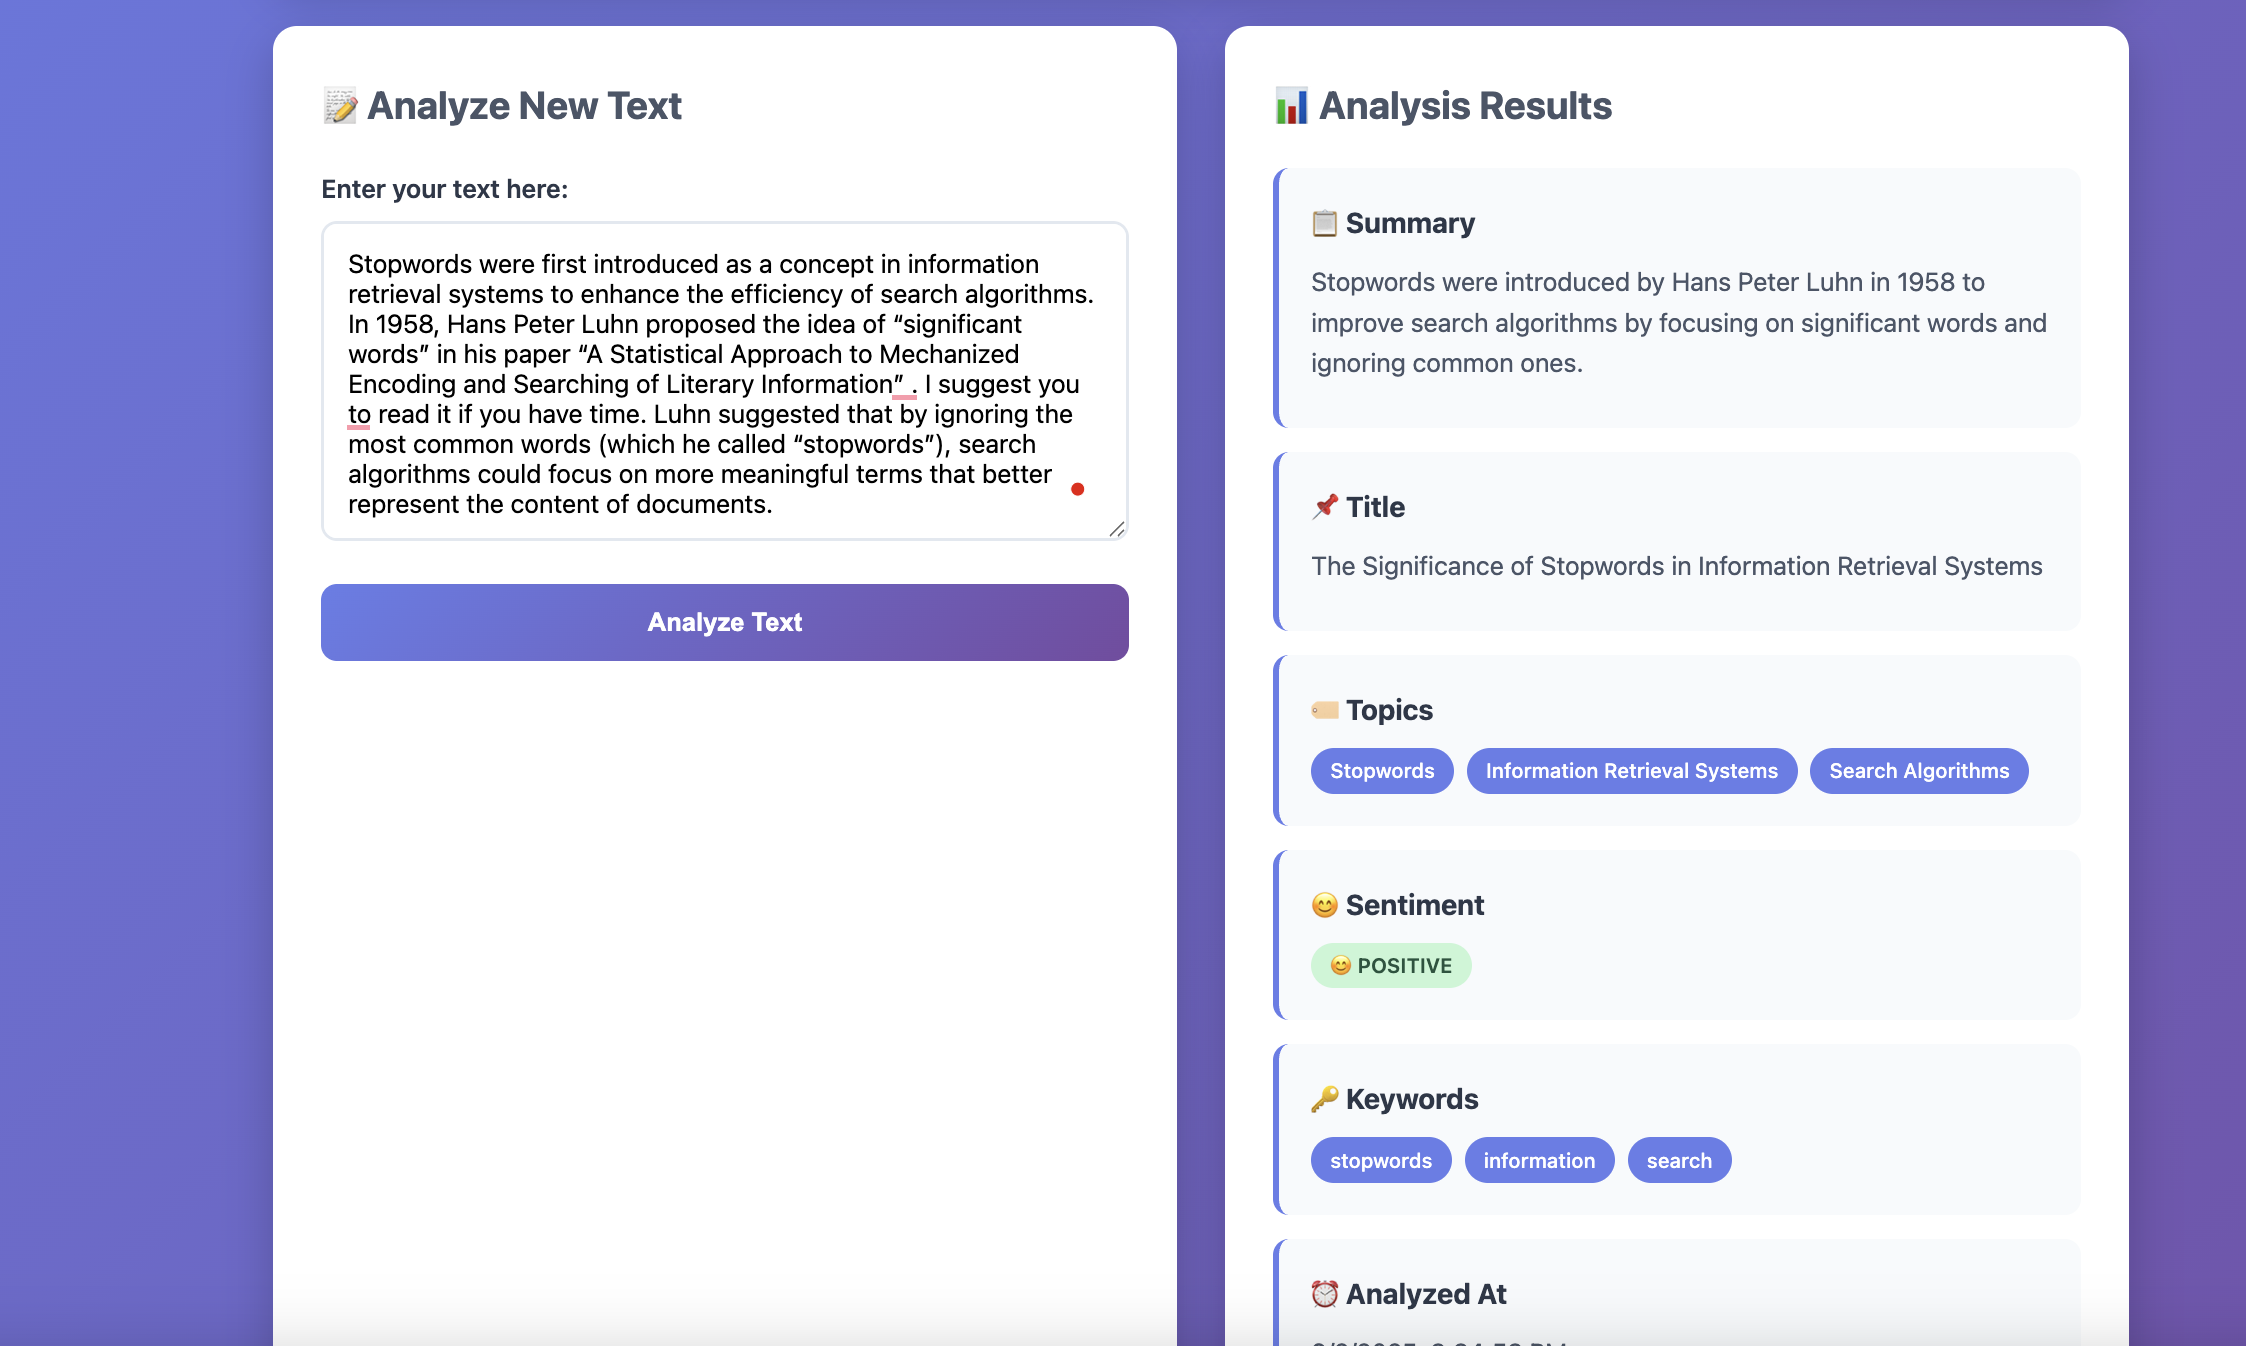 📝 Analyze New Text
Enter your text here:
Stopwords were first introduced as a concept in information
retrieval systems to enhance the efficiency of search algorithms.
In 1958, Hans Peter Luhn proposed the idea of “significant
words” in his paper “A Statistical Approach to Mechanized
Encoding and Searching of Literary Information” . I suggest you
to read it if you have time. Luhn suggested that by ignoring the
most common words (which he called “stopwords”), search
algorithms could focus on more meaningful terms that better
represent the content of documents.
Analyze Text
📊 Analysis Results
📋 Summary
Stopwords were introduced by Hans Peter Luhn in 1958 to
improve search algorithms by focusing on significant words and
ignoring common ones.
📌 Title
The Significance of Stopwords in Information Retrieval Systems
🏷️ Topics
Stopwords Information Retrieval Systems Search Algorithms
😊 Sentiment
😊 POSITIVE
🔑 Keywords
stopwords information search
⏰ Analyzed At